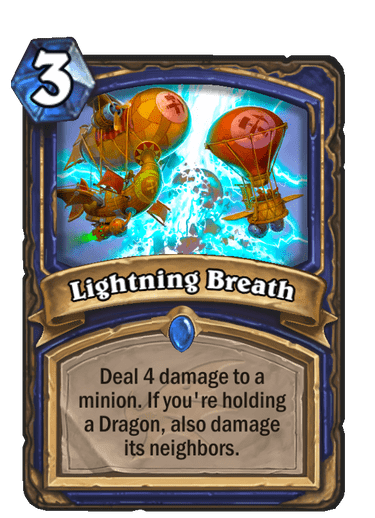 3
Lightning Breath
Deal 4 damage to a
minion. If you're holding
a Dragon, also damage
its neighbors.